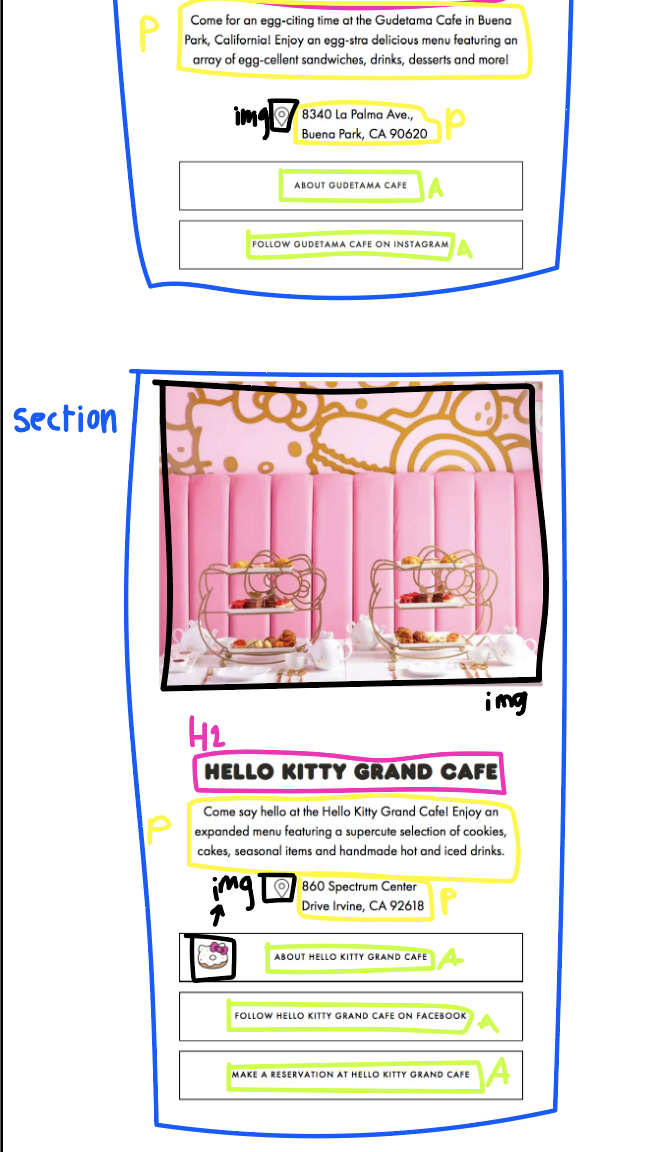 P
Come for an egg-citing time at the Gudetama Cafe in Buena
Park, California! Enjoy an egg-stra delicious menu featuring an
array of egg-cellent sandwiches, drinks, desserts and more!
img
8340 La Palma Ave.,
Buena Park, CA 90620
P
ABOUT GUDETAMA CAFE
A
FOLLOW GUDETAMA CAFE ON INSTAGRAM
A
section
img
H2
HELLO KITTY GRAND CAFE
P
Come say hello at the Hello Kitty Grand Cafe! Enjoy an
expanded menu featuring a supercute selection of cookies,
cakes, seasonal items and handmade hot and iced drinks.
img
860 Spectrum Center
Drive Irvine, CA 92618
P
ABOUT HELLO KITTY GRAND CAFE
A
FOLLOW HELLO KITTY GRAND CAFE ON FACEBOOK
A
MAKE A RESERVATION AT HELLO KITTY GRAND CAFE
A